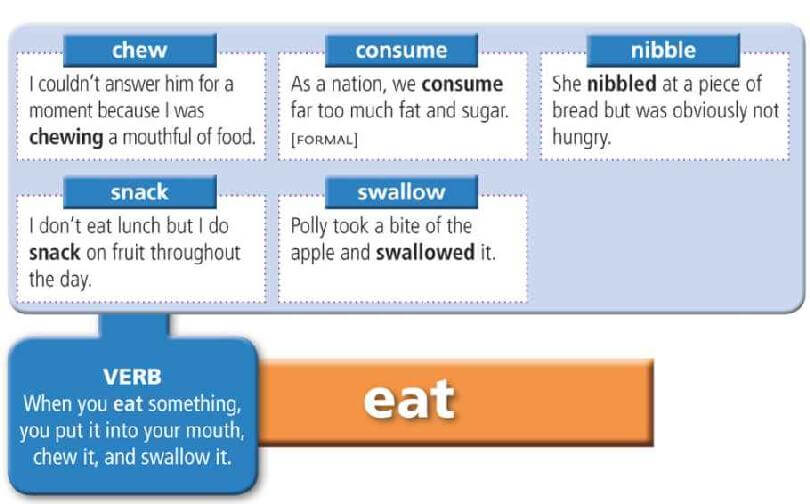 chew
I couldn't answer him for a
moment because I was
chewing a mouthful of food.
consume
As a nation, we consume
far too much fat and sugar.
[FORMAL]
nibble
She nibbled at a piece of
bread but was obviously not
hungry.
snack
I don't eat lunch but I do
snack on fruit throughout
the day.
swallow
Polly took a bite of the
apple and swallowed it.
VERB
When you eat something,
you put it into your mouth,
chew it, and swallow it.
eat